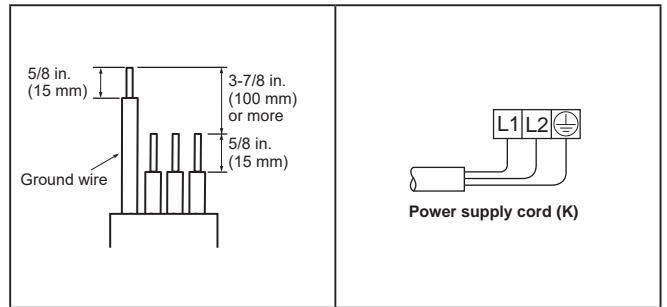 5/8 in.
(15 mm)
3-7/8 in.
(100 mm)
or more
5/8 in.
(15 mm)
Ground wire
L1 L2
Power supply cord (K)